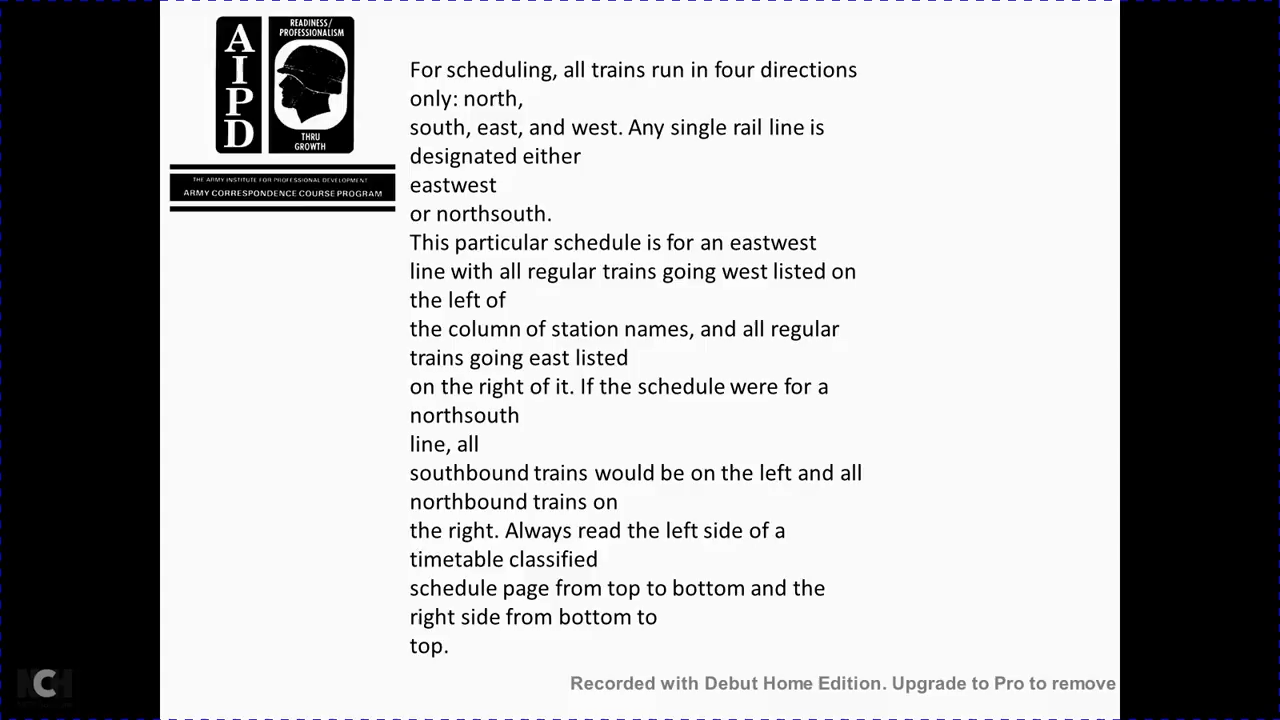 A
I
P
D
READINESS/
PROFESSIONALISM
THRU
GROWTH
THE ARMY INSTITUTE FOR PROFESSIONAL DEVELOPMENT
ARMY CORRESPONDENCE COURSE PROGRAM
For scheduling, all trains run in four directions
only: north,
south, east, and west. Any single rail line is
designated either
eastwest
or northsouth.
This particular schedule is for an eastwest
line with all regular trains going west listed on
the left of
the column of station names, and all regular
trains going east listed
on the right of it. If the schedule were for a
northsouth
line, all
southbound trains would be on the left and all
northbound trains on
the right. Always read the left side of a
timetable classified
schedule page from top to bottom and the
right side from bottom to
top.
NCH
Recorded with Debut Home Edition. Upgrade to Pro to remove